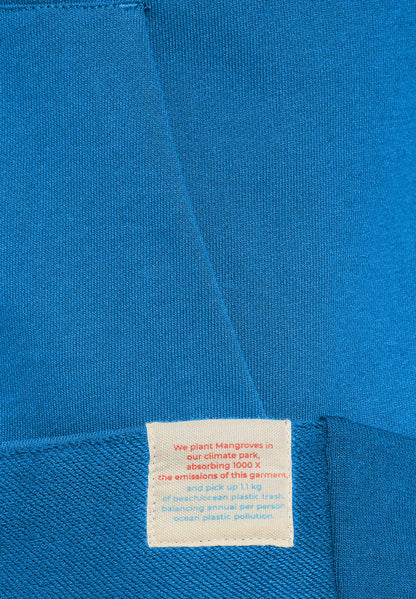 We plant Mangroves in
our climate park,
absorbing 1000 X
the emissions of this garment,
and pick up 1.1 kg
of beach/ocean plastic trash,
balancing annual per person
ocean plastic pollution.